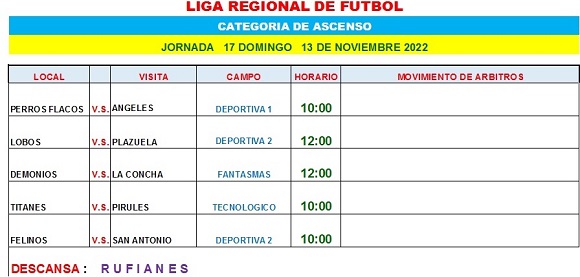 LIGA REGIONAL DE FUTBOL
CATEGORIA DE ASCENSO
JORNADA 17 DOMINGO 13 DE NOVIEMBRE 2022
LOCAL VISITA CAMPO HORARIO MOVIMIENTO DE ARBITROS
PERROS FLACOS V.S. ANGELES DEPORTIVA 1 10:00
LOBOS V.S. PLAZUELA DEPORTIVA 2 12:00
DEMONIOS V.S. LA CONCHA FANTASMAS 12:00
TITANES V.S. PIRULES TECNOLOGICO 10:00
FELINOS V.S. SAN ANTONIO DEPORTIVA 2 10:00
DESCANSA : R U F I A N E S